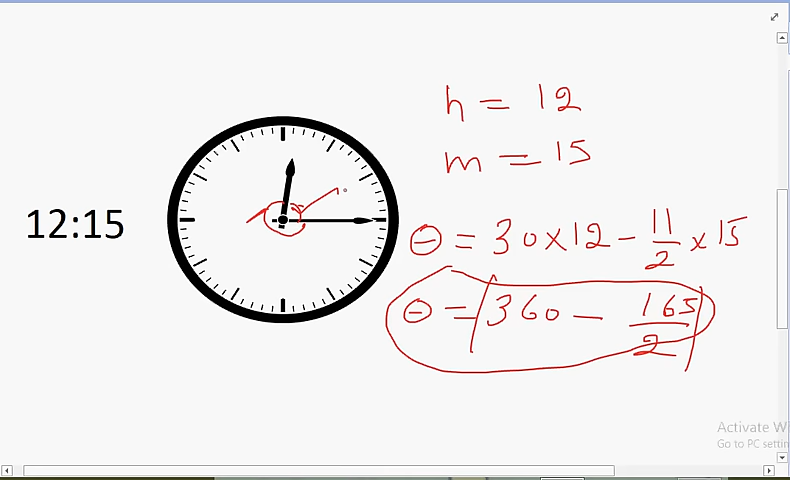 12:15
h = 12
m = 15
θ = 30 × 12 − 11/2 × 15
θ = |360 − 165/2|
Activate W
Go to PC settin